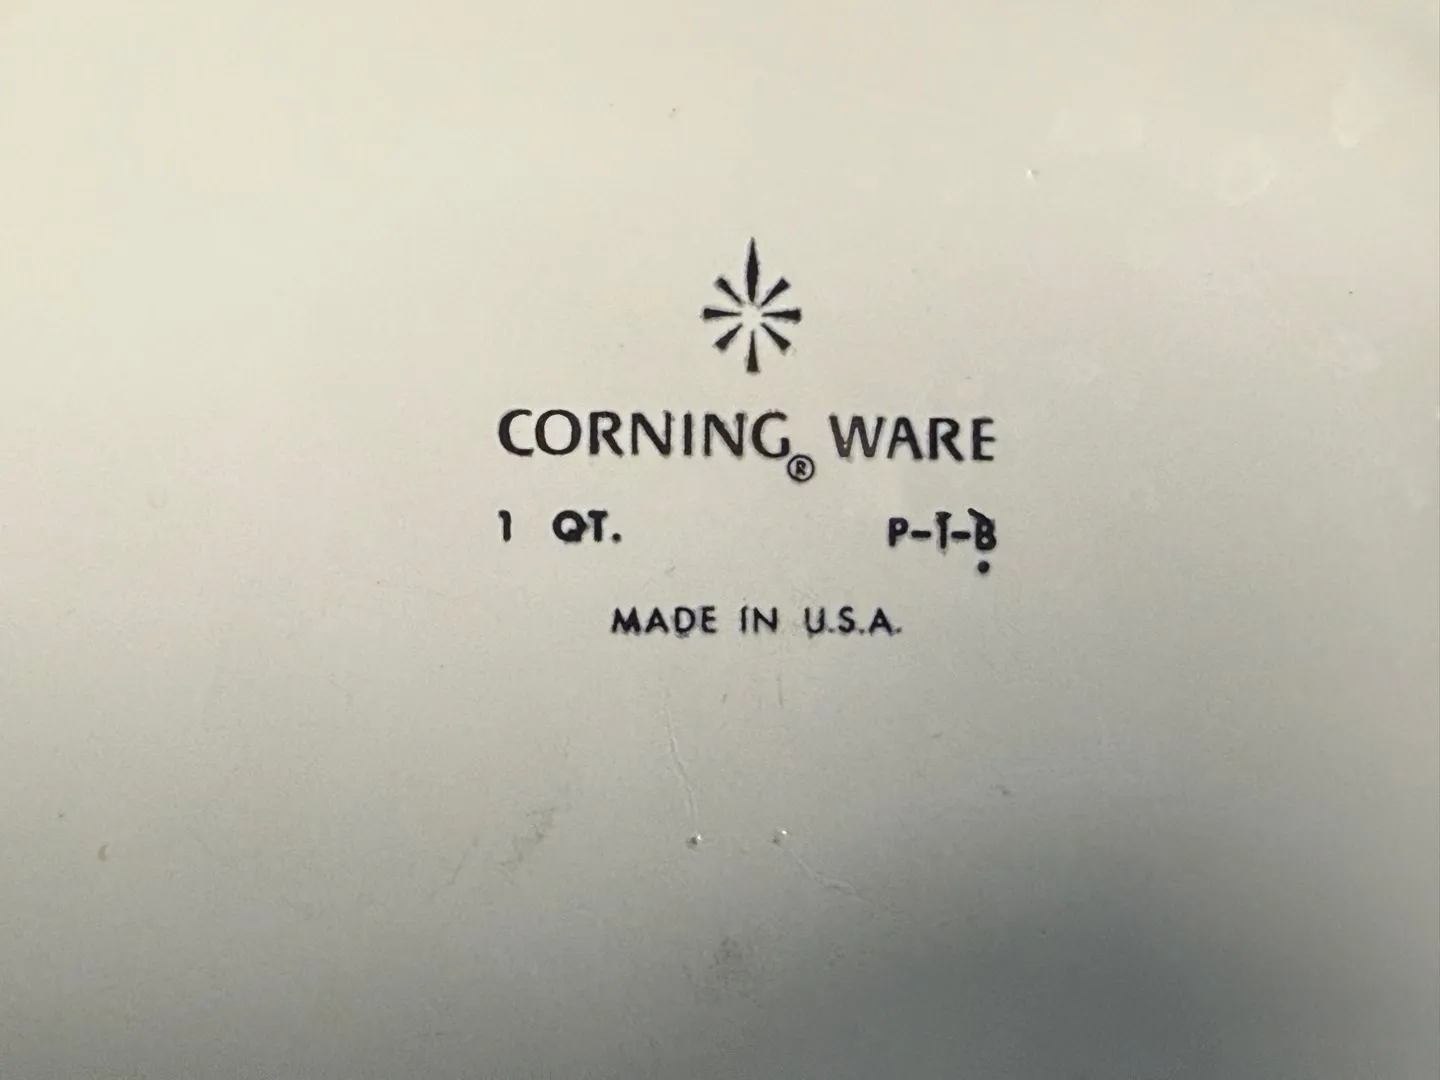 CORNING® WARE
1 QT. P-1-B
MADE IN U.S.A.